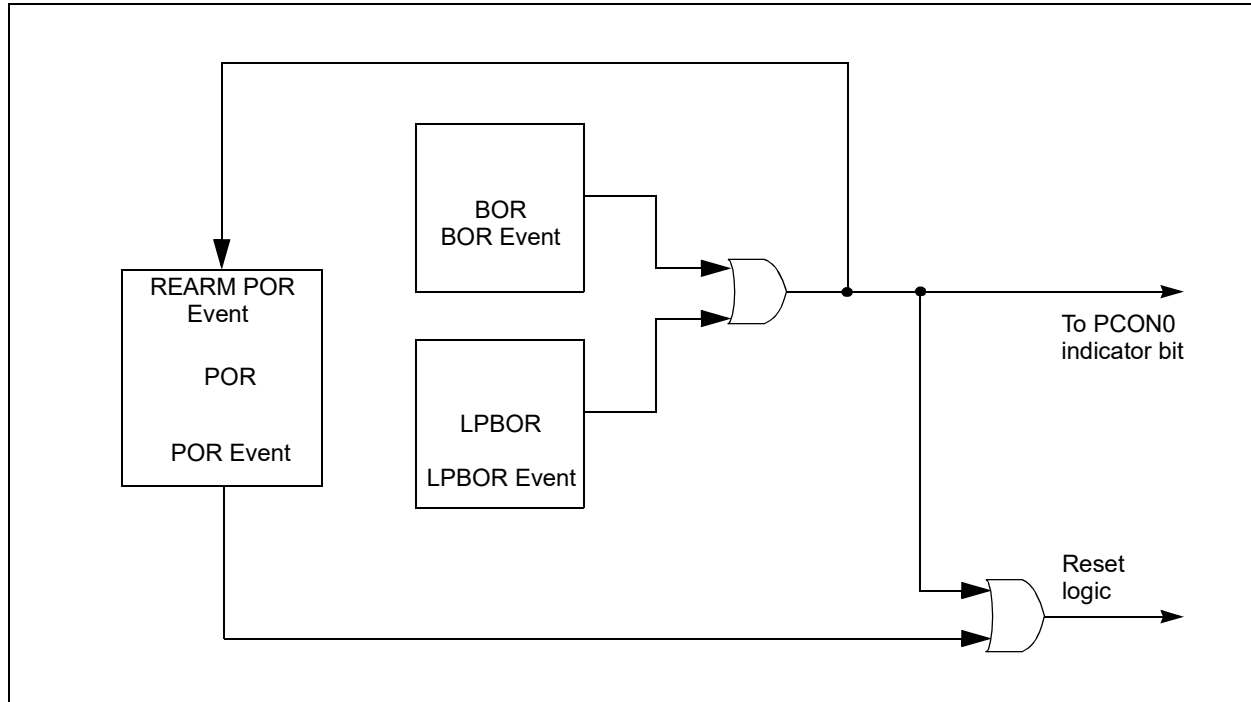 BOR
BOR Event
REARM POR
Event
POR
POR Event
LPBOR
LPBOR Event
To PCON0
indicator bit
Reset
logic